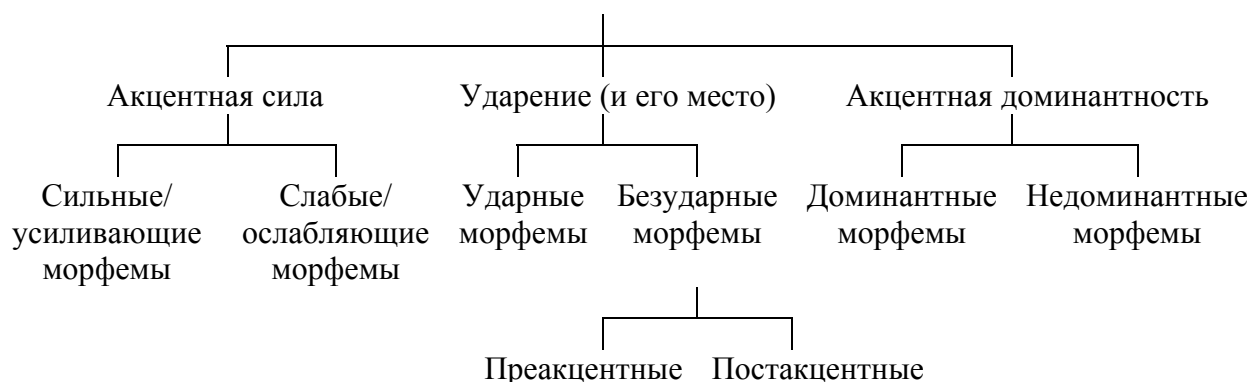 Акцентная сила Ударение (и его место) Акцентная доминантность
Сильные/ Слабые/ Ударные Безударные Доминантные Недоминантные
усиливающие ослабляющие морфемы морфемы морфемы морфемы
морфемы морфемы
Преакцентные Постакцентные